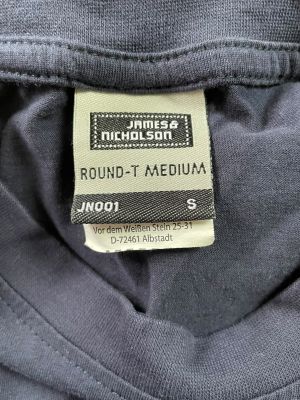 JAMES&
NICHOLSON
ROUND-T MEDIUM
JN001 S
Vor dem Weißen Stein 25-31
D-72461 Albstadt